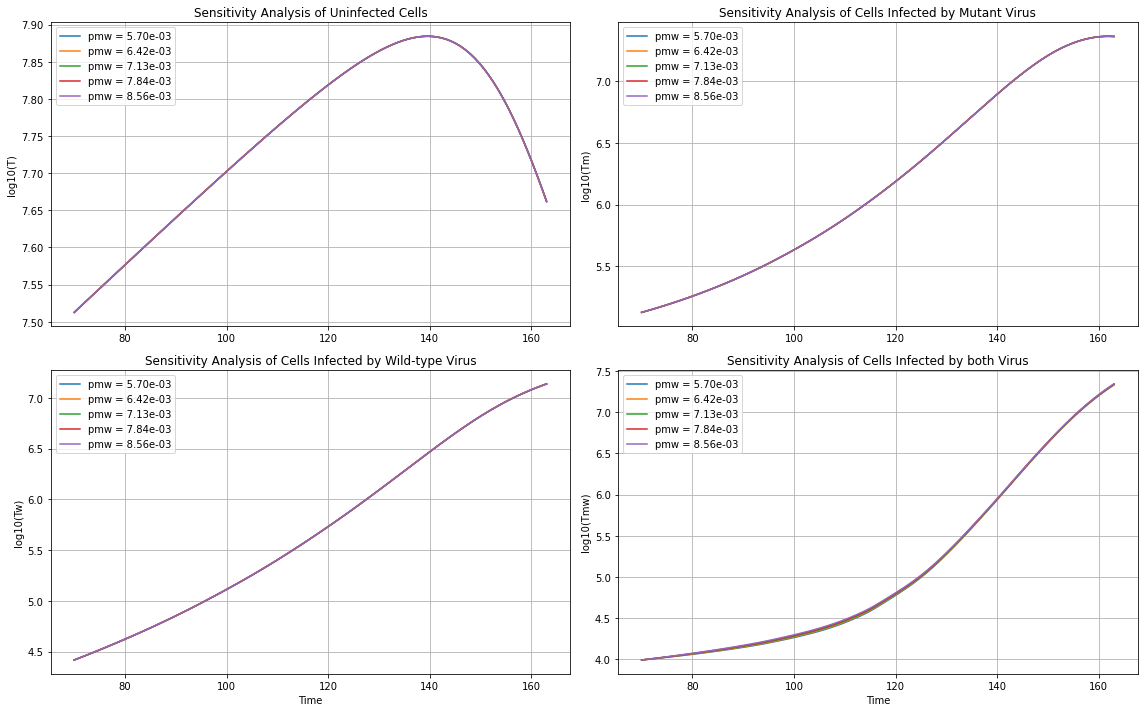 Sensitivity Analysis of Uninfected Cells
log10(T)
7.90
7.85
7.80
7.75
7.70
7.65
7.60
7.55
7.50
pmw = 5.70e-03
pmw = 6.42e-03
pmw = 7.13e-03
pmw = 7.84e-03
pmw = 8.56e-03
80 100 120 140 160
Sensitivity Analysis of Cells Infected by Mutant Virus
log10(Tm)
7.0
6.5
6.0
5.5
pmw = 5.70e-03
pmw = 6.42e-03
pmw = 7.13e-03
pmw = 7.84e-03
pmw = 8.56e-03
80 100 120 140 160
Sensitivity Analysis of Cells Infected by Wild-type Virus
log10(Tw)
7.0
6.5
6.0
5.5
5.0
4.5
pmw = 5.70e-03
pmw = 6.42e-03
pmw = 7.13e-03
pmw = 7.84e-03
pmw = 8.56e-03
80 100 120 140 160
Time
Sensitivity Analysis of Cells Infected by both Virus
log10(Tmw)
7.5
7.0
6.5
6.0
5.5
5.0
4.5
4.0
pmw = 5.70e-03
pmw = 6.42e-03
pmw = 7.13e-03
pmw = 7.84e-03
pmw = 8.56e-03
80 100 120 140 160
Time